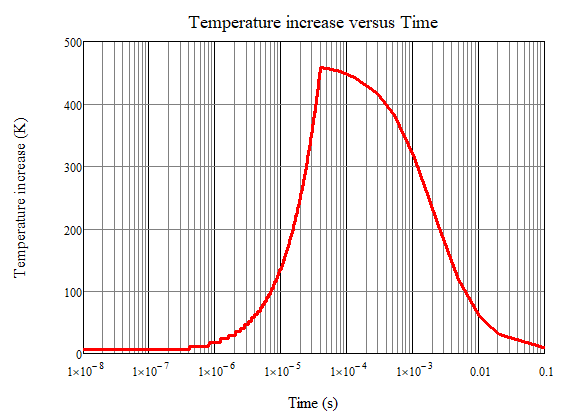 Temperature increase versus Time
Temperature increase (K)
500
400
300
200
100
0
1×10⁻⁸ 1×10⁻⁷ 1×10⁻⁶ 1×10⁻⁵ 1×10⁻⁴ 1×10⁻³ 0.01 0.1
Time (s)